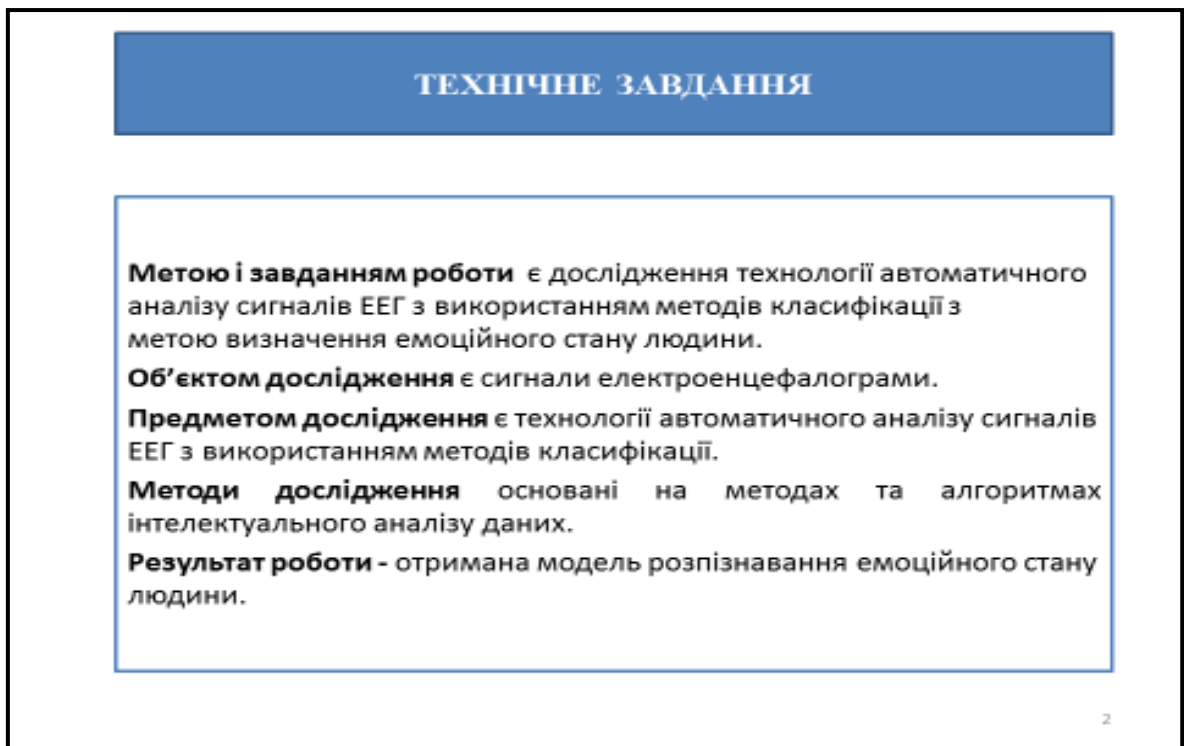 ТЕХНІЧНЕ ЗАВДАННЯ
Метою і завданням роботи є дослідження технології автоматичного
аналізу сигналів ЕЕГ з використанням методів класифікації з
метою визначення емоційного стану людини.
Об’єктом дослідження є сигнали електроенцефалограми.
Предметом дослідження є технології автоматичного аналізу сигналів
ЕЕГ з використанням методів класифікації.
Методи дослідження основані на методах та алгоритмах
інтелектуального аналізу даних.
Результат роботи - отримана модель розпізнавання емоційного стану
людини.
2